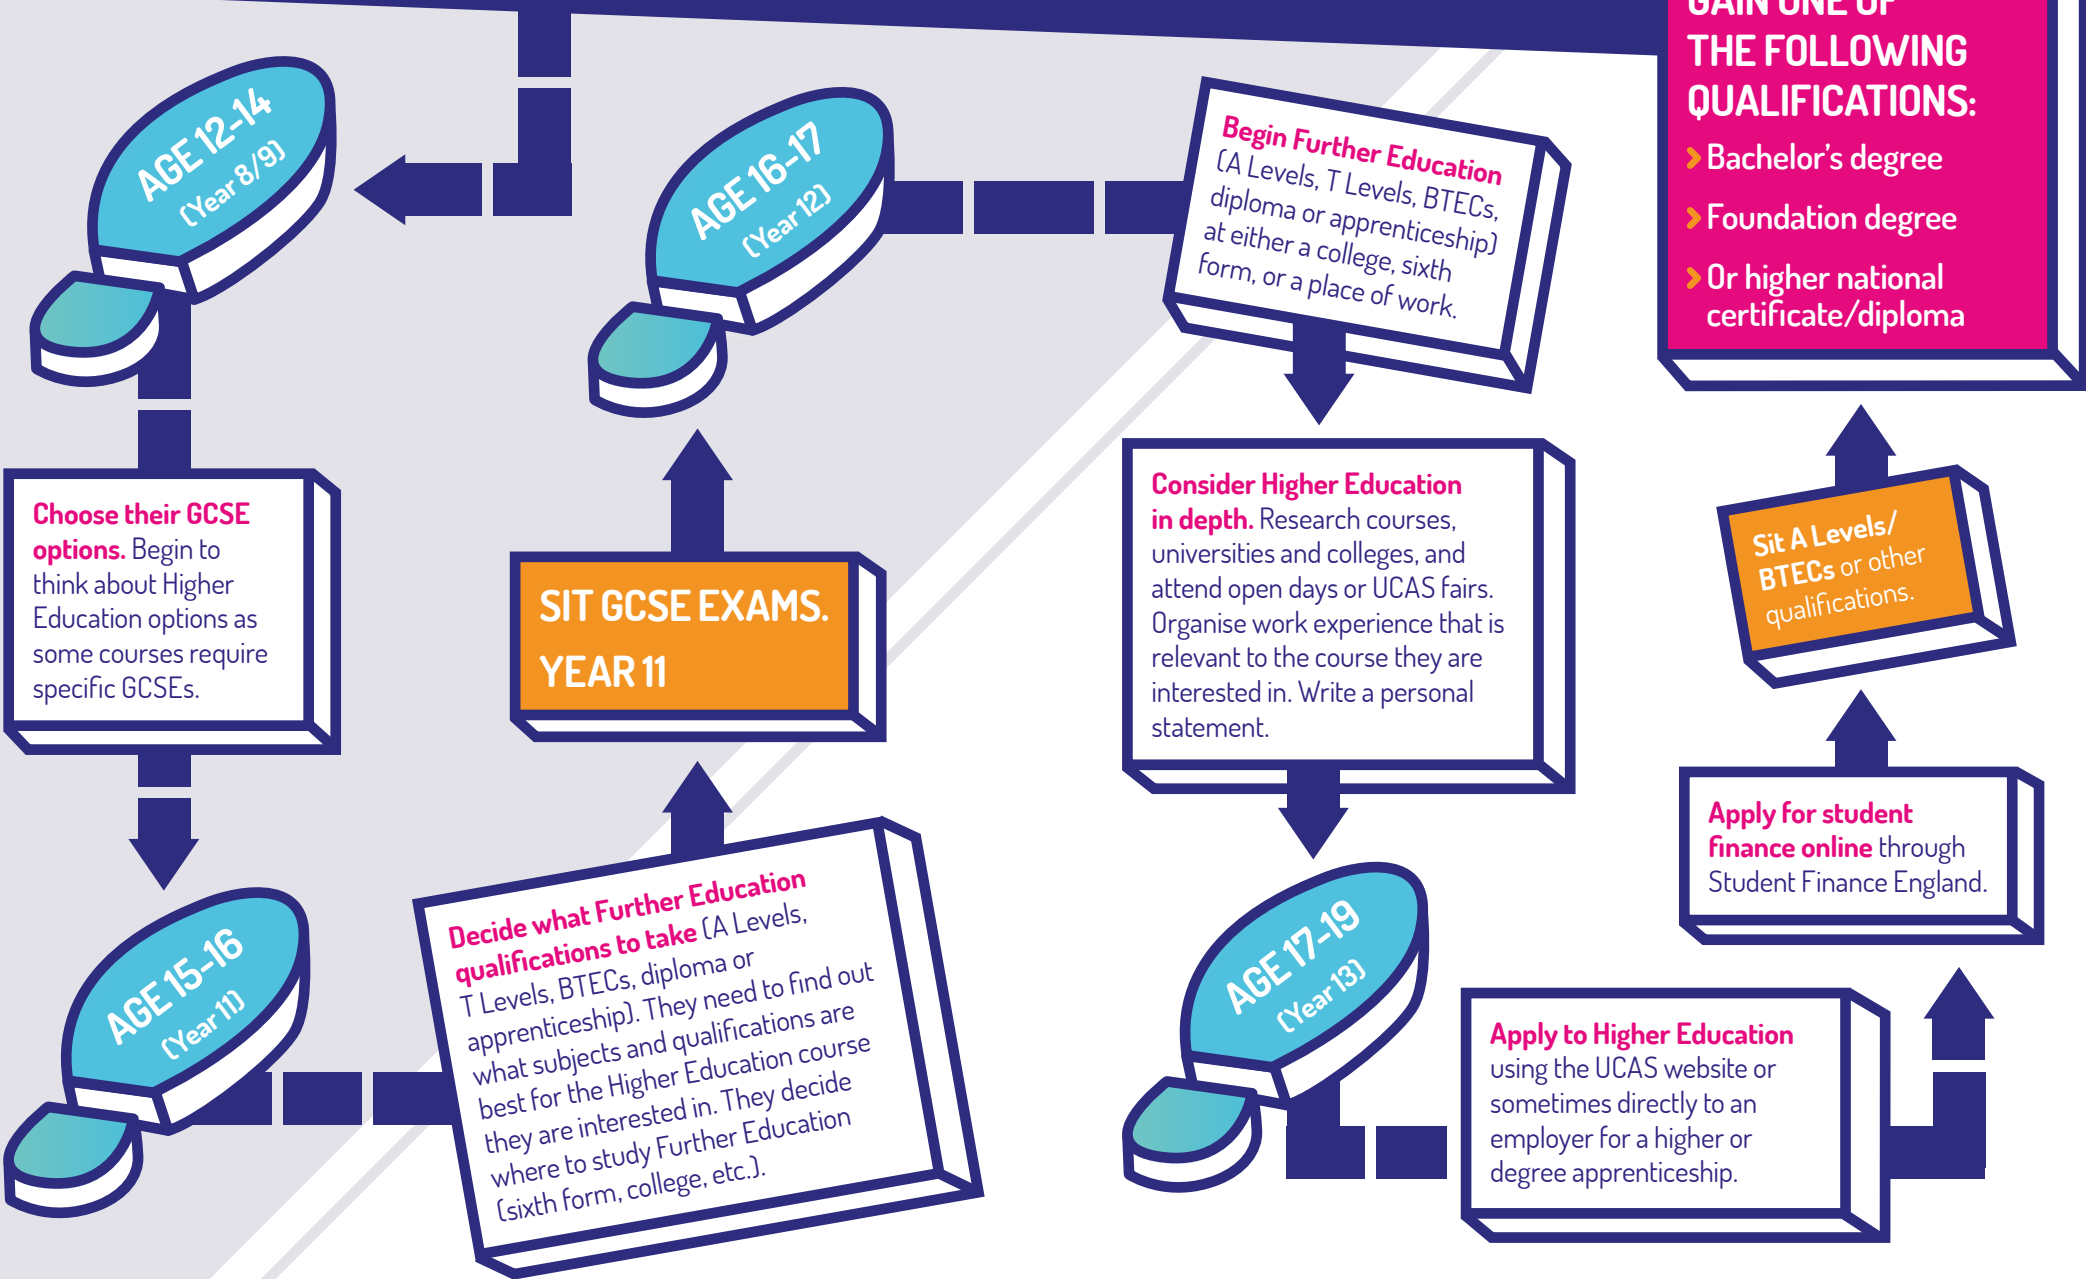 AGE 12-14
(Year 8/9)
Choose their GCSE
options. Begin to
think about Higher
Education options as
some courses require
specific GCSEs.
AGE 15-16
(Year 11)
Decide what Further Education
qualifications to take (A Levels,
T Levels, BTECs, diploma or
apprenticeship). They need to find out
what subjects and qualifications are
best for the Higher Education course
they are interested in. They decide
where to study Further Education
(sixth form, college, etc.).
SIT GCSE EXAMS.
YEAR 11
AGE 16-17
(Year 12)
Begin Further Education
(A Levels, T Levels, BTECs,
diploma or apprenticeship)
at either a college, sixth
form, or a place of work.
Consider Higher Education
in depth. Research courses,
universities and colleges, and
attend open days or UCAS fairs.
Organise work experience that is
relevant to the course they are
interested in. Write a personal
statement.
AGE 17-19
(Year 13)
Apply to Higher Education
using the UCAS website or
sometimes directly to an
employer for a higher or
degree apprenticeship.
Apply for student
finance online through
Student Finance England.
Sit A Levels/
BTECs or other
qualifications.
GAIN ONE OF
THE FOLLOWING
QUALIFICATIONS:
Bachelor's degree
Foundation degree
Or higher national
certificate/diploma